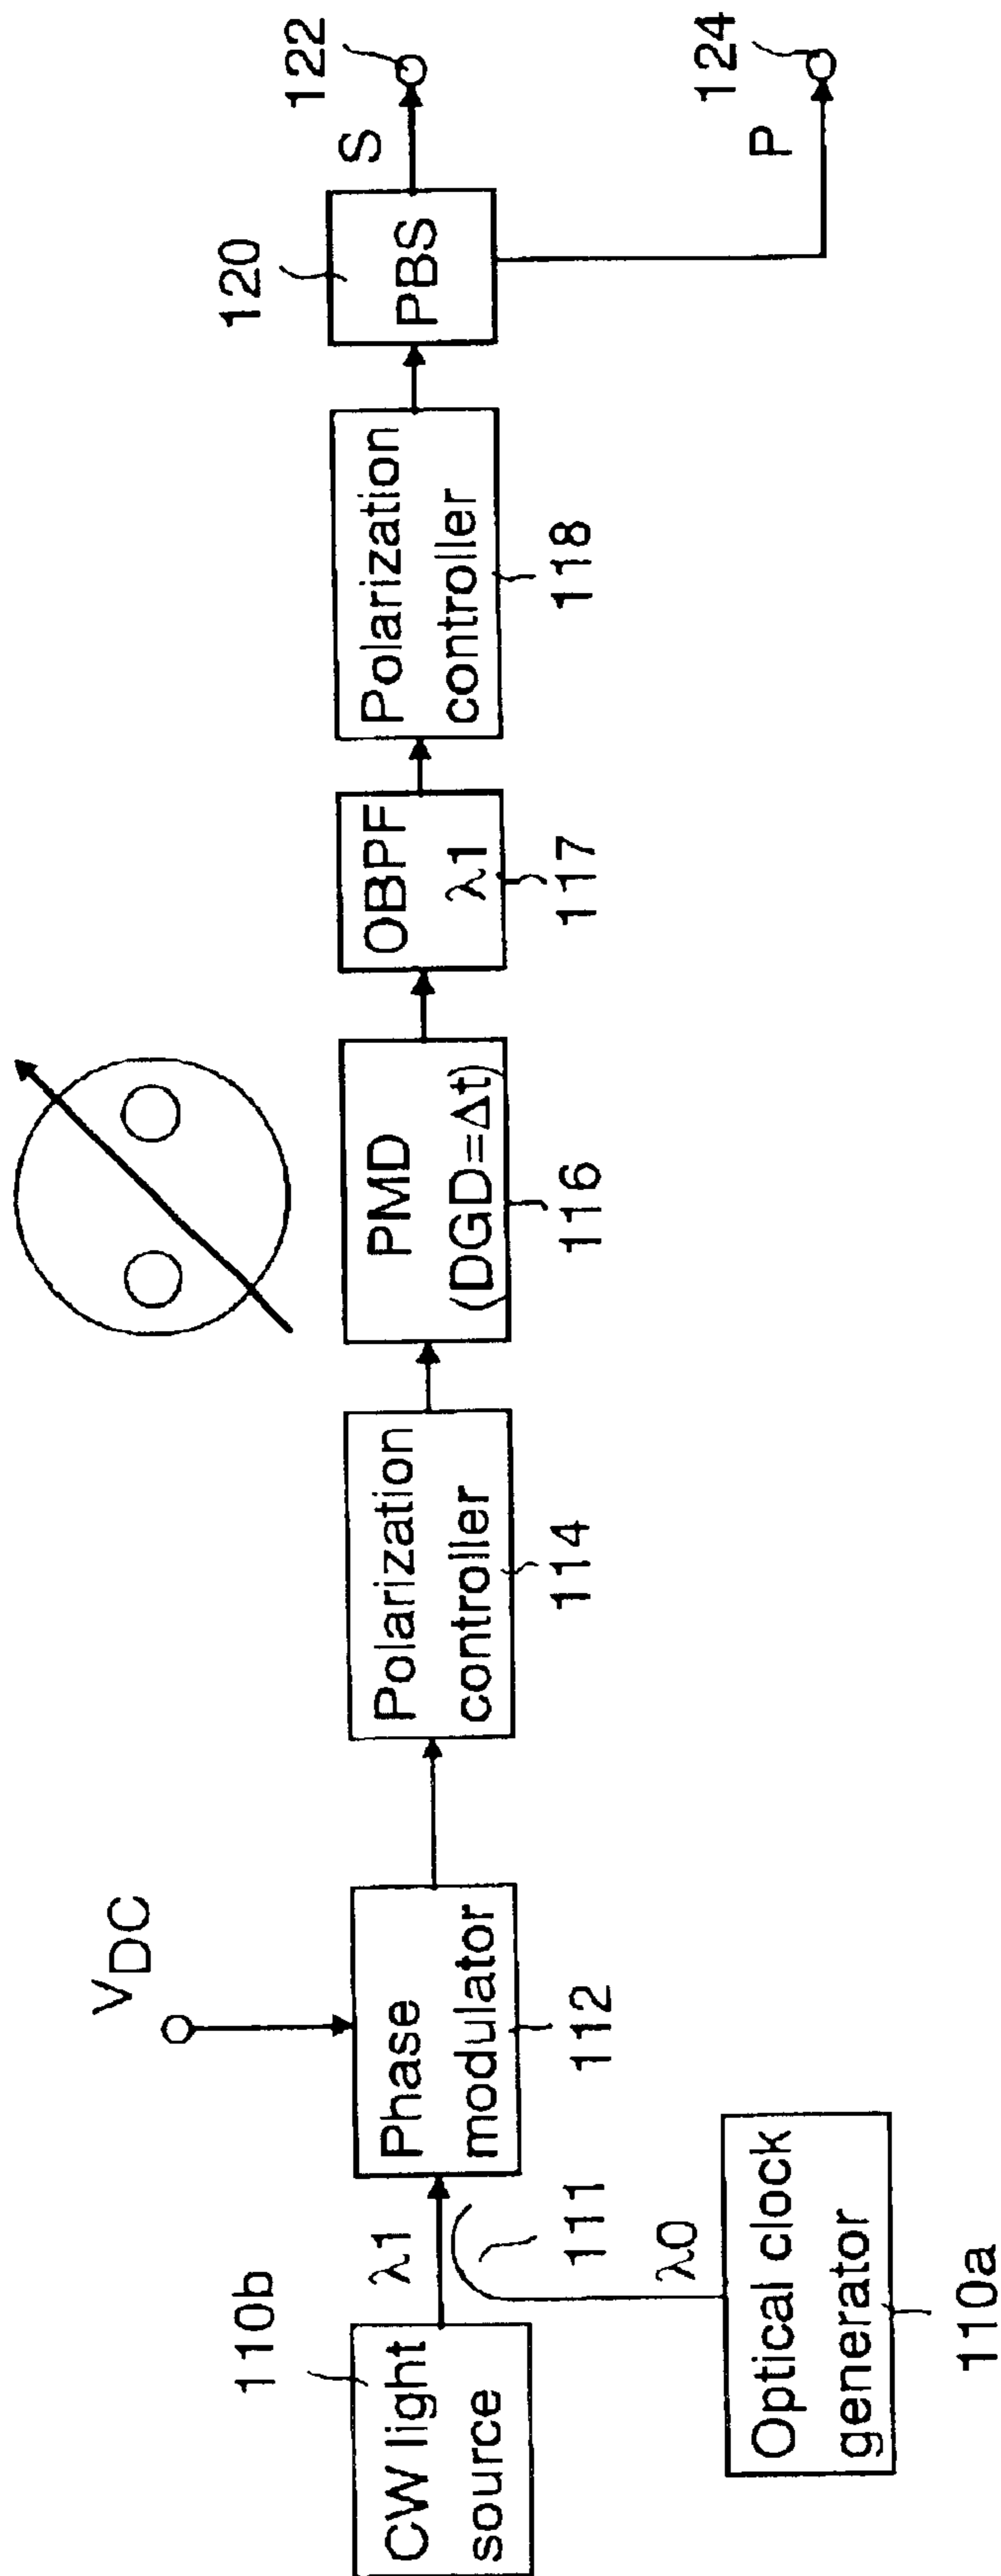 CW light
source
110b
λ1
111
λ0
Optical clock
generator
110a
VDC
Phase
modulator
112
Polarization
controller
114
PMD
(DGD=Δt)
116
OBPF
λ1
117
Polarization
controller
118
PBS
120
S
122
P
124